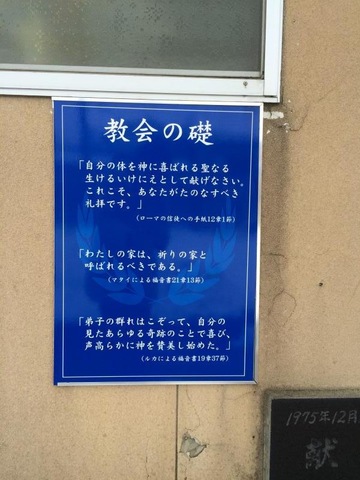 教会の礎
「自分の体を神に喜ばれる聖なる
生けるいけにえとして献げなさい。
これこそ、あなたがたのなすべき
礼拝です。」
(ローマの信徒への手紙12章1節)
「わたしの家は、祈りの家と
呼ばれるべきである。」
(マタイによる福音書21章13節)
「弟子の群れはこぞって、自分の
見たあらゆる奇跡のことで喜び、
声高らかに神を賛美し始めた。」
(ルカによる福音書19章37節)
1975年12月
献